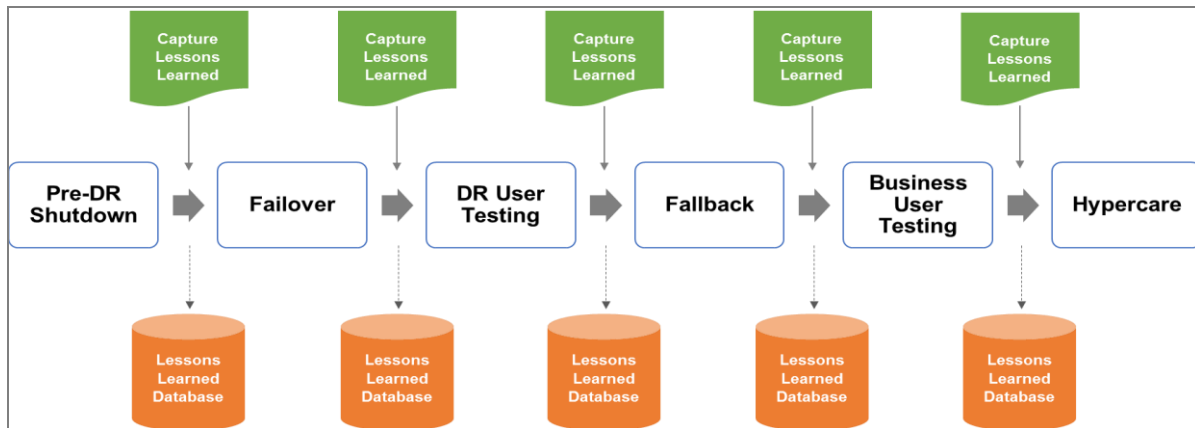 Capture
Lessons
Learned
Capture
Lessons
Learned
Capture
Lessons
Learned
Capture
Lessons
Learned
Capture
Lessons
Learned
Pre-DR
Shutdown
Failover
DR User
Testing
Fallback
Business
User
Testing
Hypercare
Lessons
Learned
Database
Lessons
Learned
Database
Lessons
Learned
Database
Lessons
Learned
Database
Lessons
Learned
Database